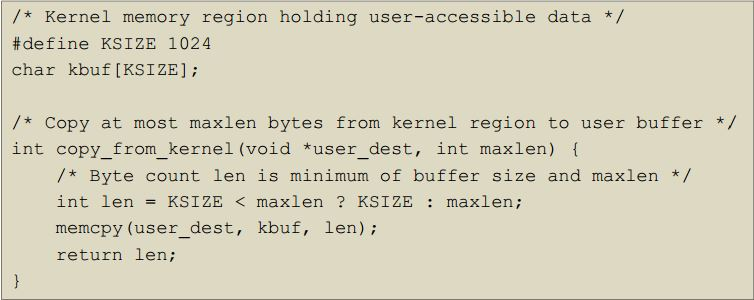 /* Kernel memory region holding user-accessible data */
#define KSIZE 1024
char kbuf[KSIZE];

/* Copy at most maxlen bytes from kernel region to user buffer */
int copy_from_kernel(void *user_dest, int maxlen) {
    /* Byte count len is minimum of buffer size and maxlen */
    int len = KSIZE < maxlen ? KSIZE : maxlen;
    memcpy(user_dest, kbuf, len);
    return len;
}